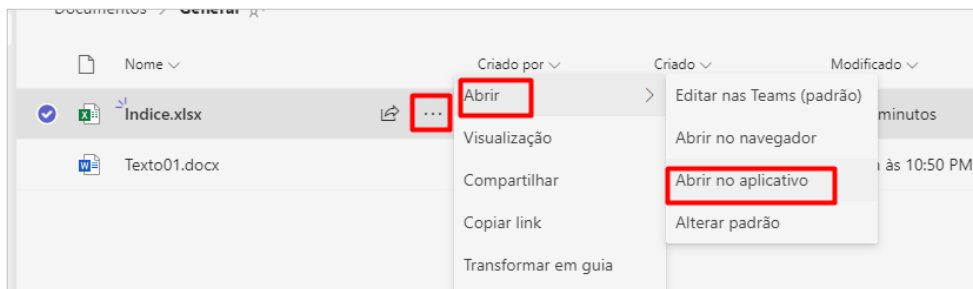 Documentos > General
Nome Criado por Criado Modificado
Indice.xlsx ... Abrir > Editar nas Teams (padrão) minutos
Visualização Abrir no navegador
Texto01.docx às 10:50 PM
Compartilhar Abrir no aplicativo
Copiar link Alterar padrão
Transformar em guia